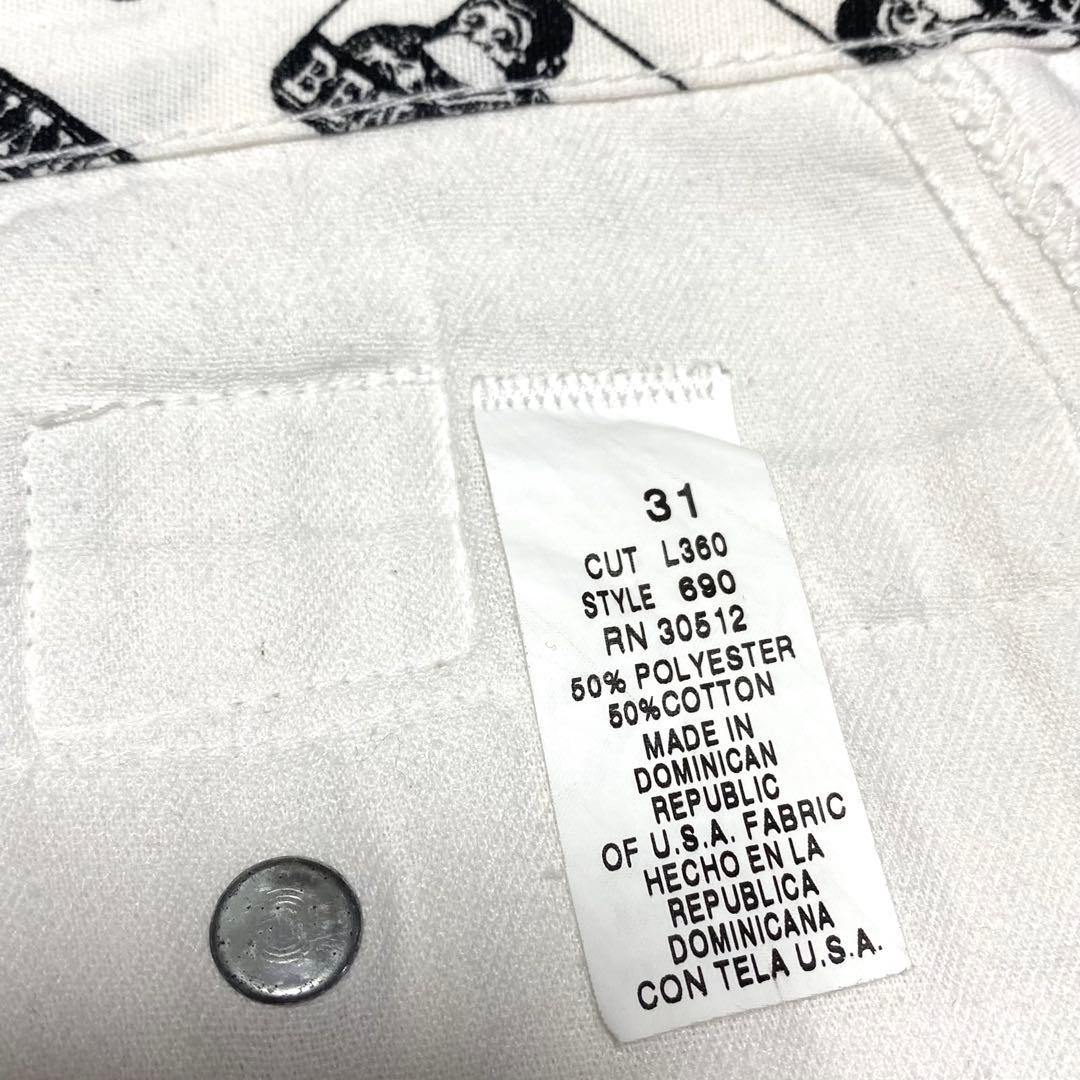 BE
31
CUT L360
STYLE 690
RN 30512
50% POLYESTER
50%COTTON
MADE IN
DOMINICAN
REPUBLIC
OF U.S.A. FABRIC
HECHO EN LA
REPUBLICA
DOMINICANA
CON TELA U.S.A.